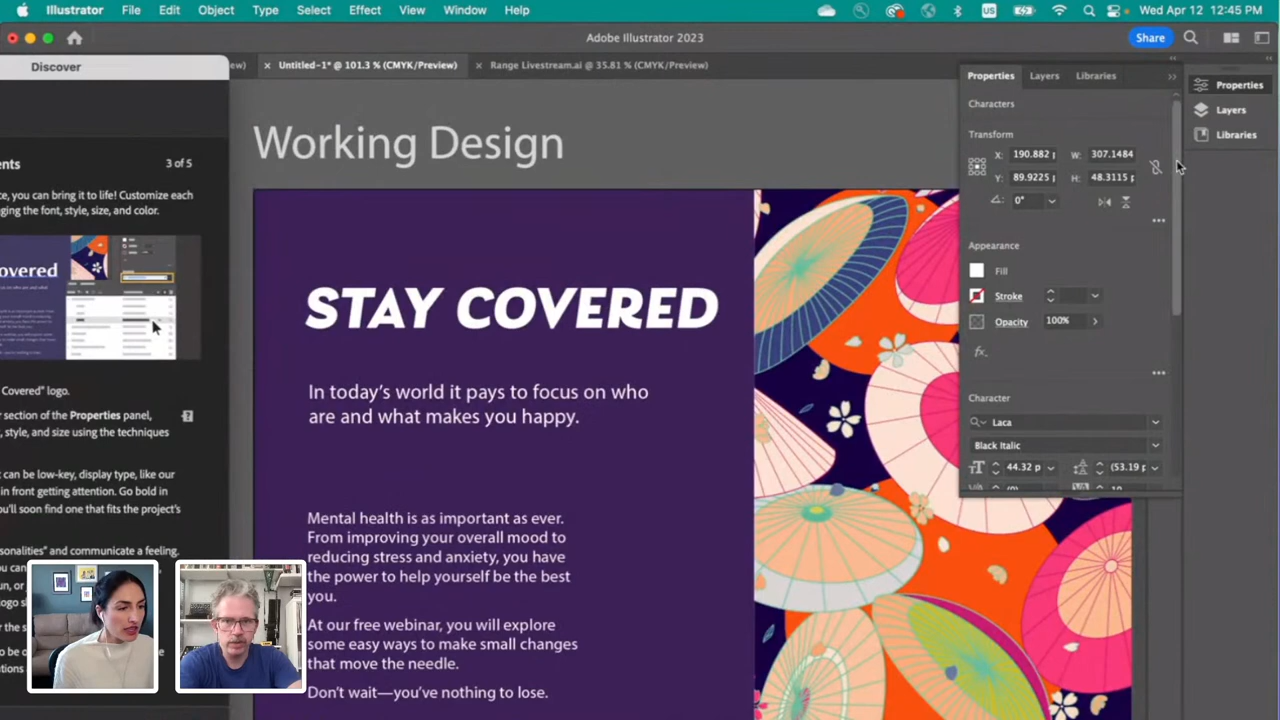 Illustrator File Edit Object Type Select Effect View Window Help
US
Wed Apr 12 12:45 PM
Adobe Illustrator 2023
Share
Discover
ew)
× Untitled-1* @ 101.3 % (CMYK/Preview)
× Range Livestream.ai @ 35.81 % (CMYK/Preview)
ents
3 of 5
ce, you can bring it to life! Customize each
nging the font, style, size, and color.
overed
Covered" logo.
r section of the Properties panel,
, style, and size using the techniques
t can be low-key, display type, like our
in front getting attention. Go bold in
ou'll soon find one that fits the project's
sonalities" and communicate a feeling.
Working Design
STAY COVERED
In today's world it pays to focus on who
are and what makes you happy.
Mental health is as important as ever.
From improving your overall mood to
reducing stress and anxiety, you have
the power to help yourself be the best
you.
At our free webinar, you will explore
some easy ways to make small changes
that move the needle.
Don't wait—you've nothing to lose.
Properties Layers Libraries
Characters
Transform
X: 190.882 p W: 307.1484
Y: 89.9225 p H: 48.3115 p
0°
Appearance
Fill
Stroke
Opacity 100%
fx.
Character
Laca
Black Italic
44.32 p (53.19 p
Properties
Layers
Libraries